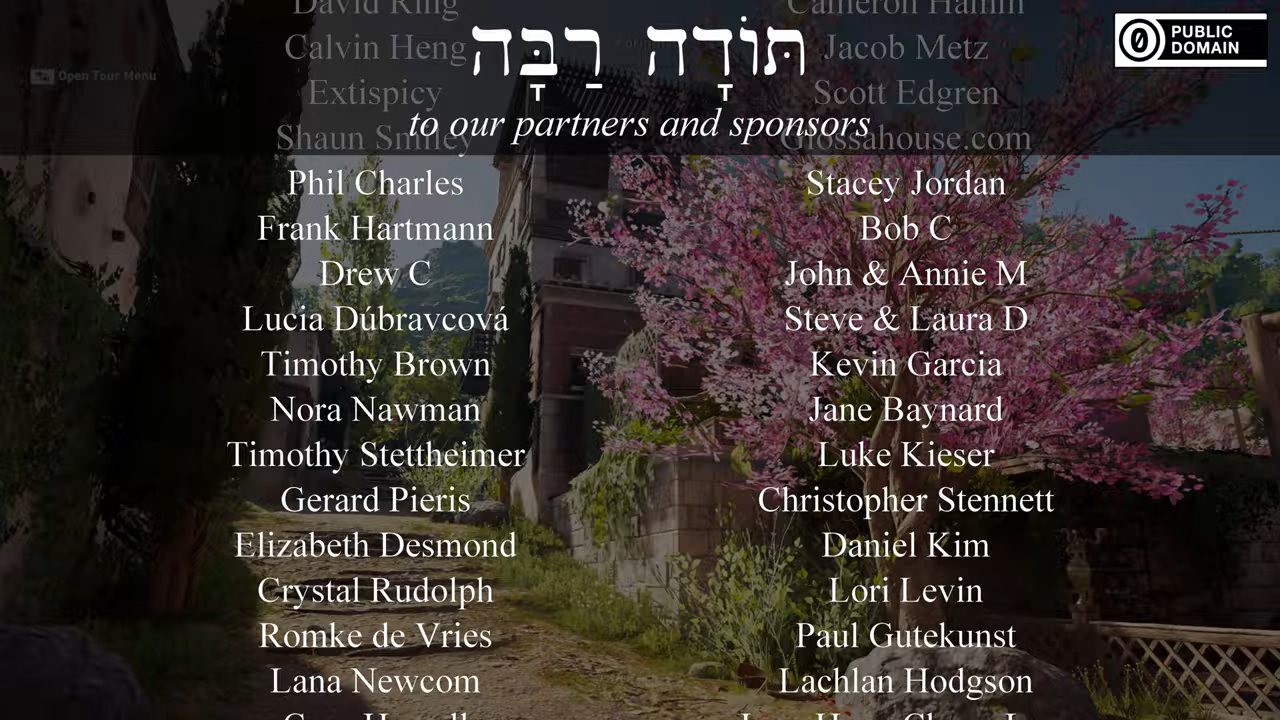 David Ring Cameron Hamm
תּוֹדָה רַבָּה
Calvin Heng Jacob Metz
PUBLIC
DOMAIN
Open Tour Menu
Extispicy Scott Edgren
to our partners and sponsors
Shaun Smiley Glossahouse.com
Phil Charles Stacey Jordan
Frank Hartmann Bob C
Drew C John & Annie M
Lucia Dúbravcová Steve & Laura D
Timothy Brown Kevin Garcia
Nora Nawman Jane Baynard
Timothy Stettheimer Luke Kieser
Gerard Pieris Christopher Stennett
Elizabeth Desmond Daniel Kim
Crystal Rudolph Lori Levin
Romke de Vries Paul Gutekunst
Lana Newcom Lachlan Hodgson